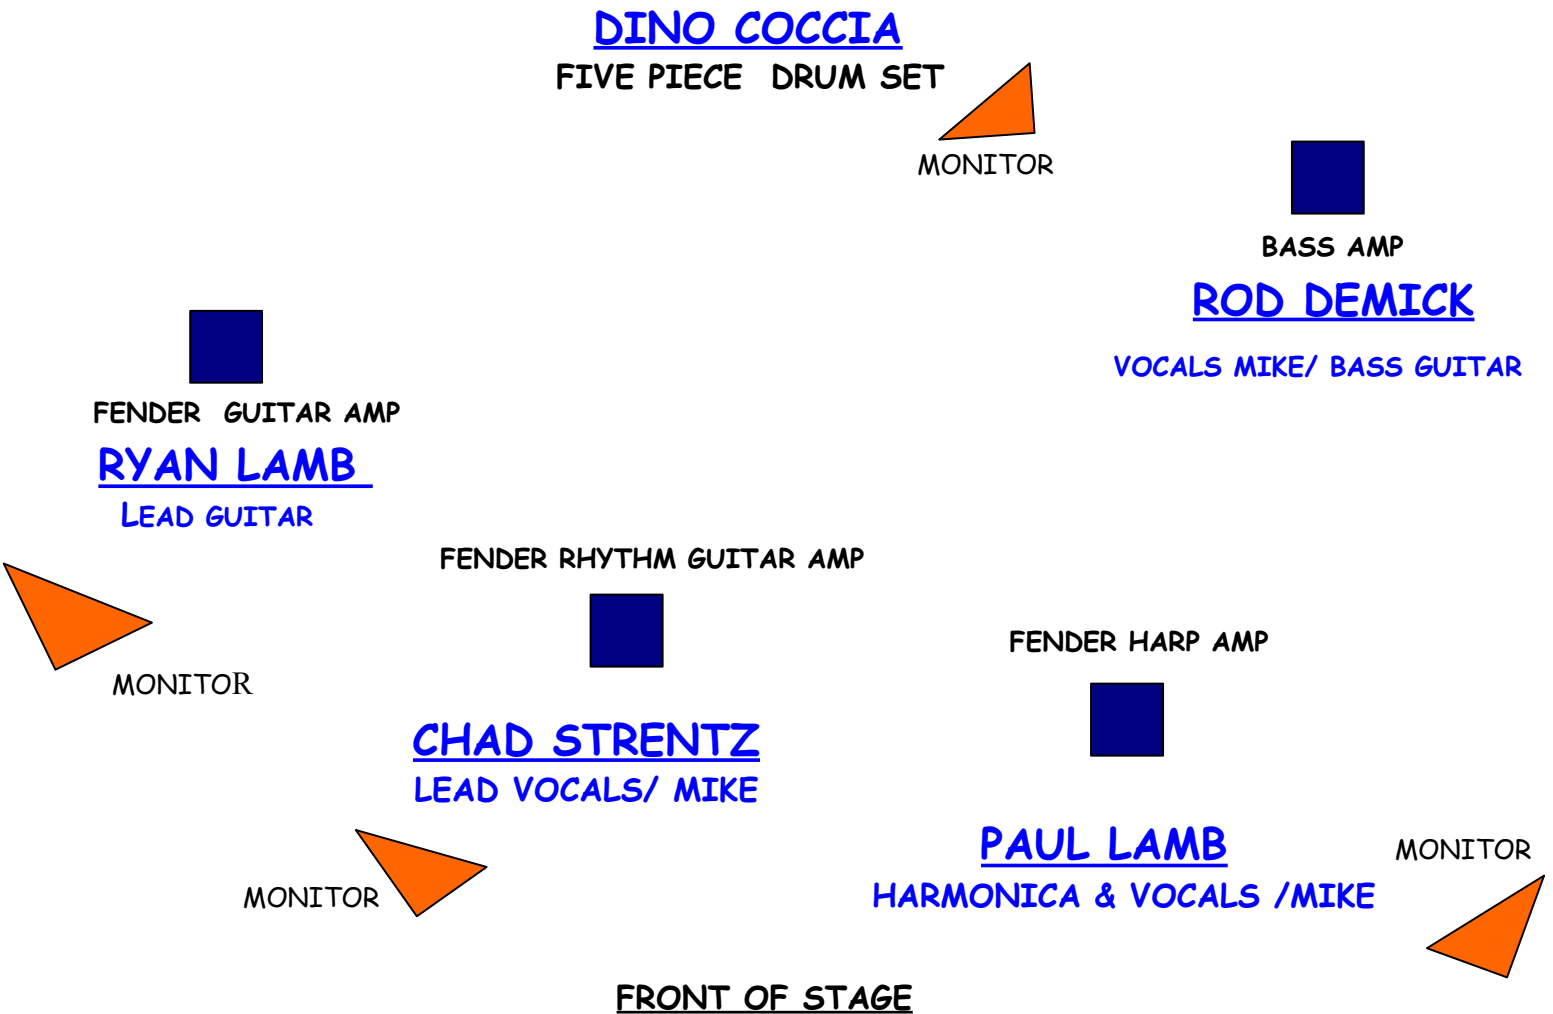 DINO COCCIA
FIVE PIECE DRUM SET
MONITOR
BASS AMP
ROD DEMICK
VOCALS MIKE/ BASS GUITAR
FENDER GUITAR AMP
RYAN LAMB
LEAD GUITAR
MONITOR
FENDER RHYTHM GUITAR AMP
CHAD STRENTZ
LEAD VOCALS/ MIKE
MONITOR
FENDER HARP AMP
PAUL LAMB
HARMONICA & VOCALS /MIKE
MONITOR
FRONT OF STAGE